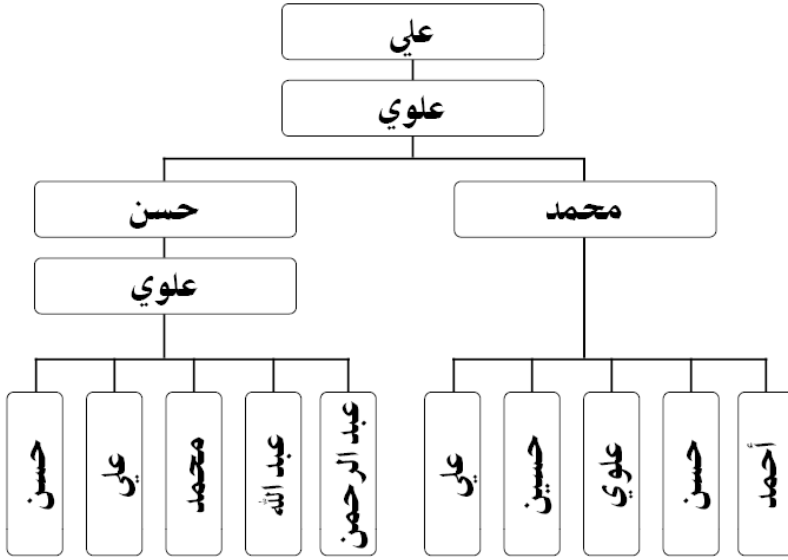 علي
علوي
محمد
حسن
علوي
أحمد
حسن
علوي
حسين
علي
عبد الرحمن
عبد الله
محمد
علي
حسن